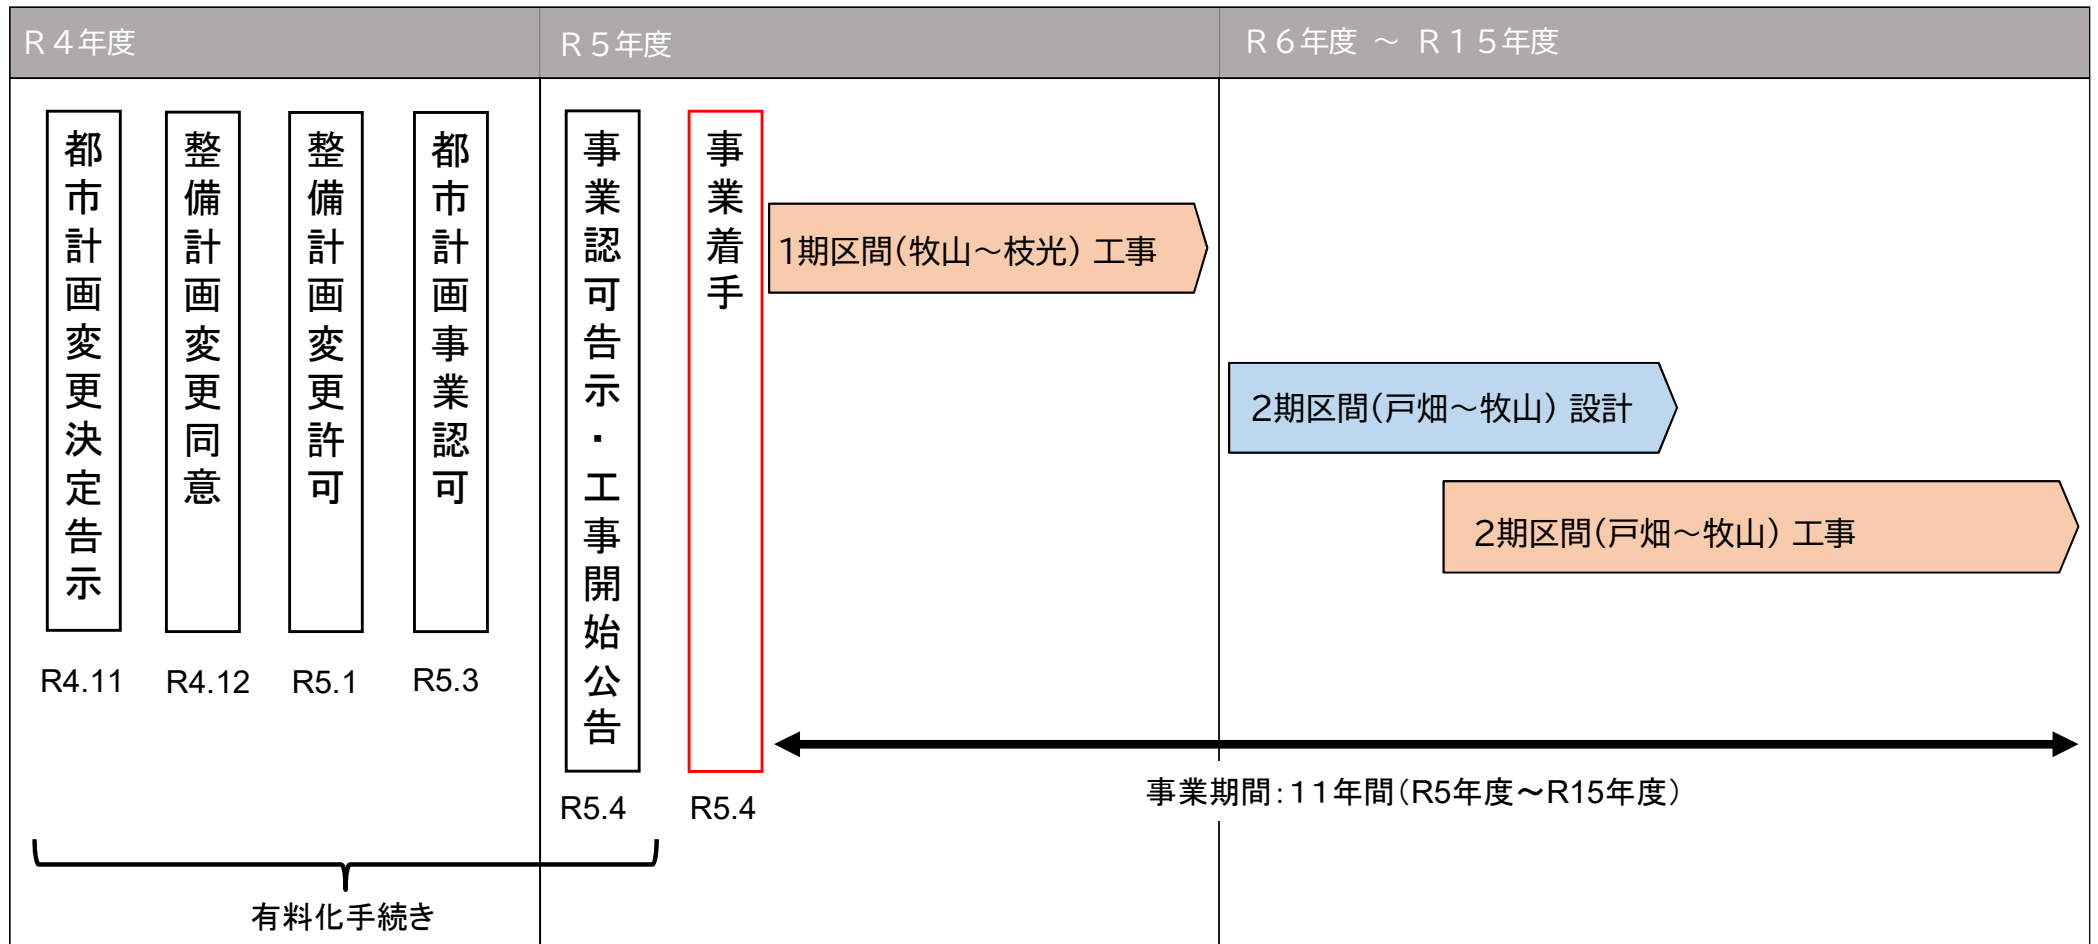 R４年度
R５年度
R６年度 ～ R１５年度
都市計画変更決定告示
整備計画変更同意
整備計画変更許可
都市計画事業認可
事業認可告示・工事開始公告
事業着手
1期区間(牧山～枝光) 工事
2期区間(戸畑～牧山) 設計
2期区間(戸畑～牧山) 工事
R4.11
R4.12
R5.1
R5.3
R5.4
R5.4
事業期間：１１年間（R5年度～R15年度）
有料化手続き